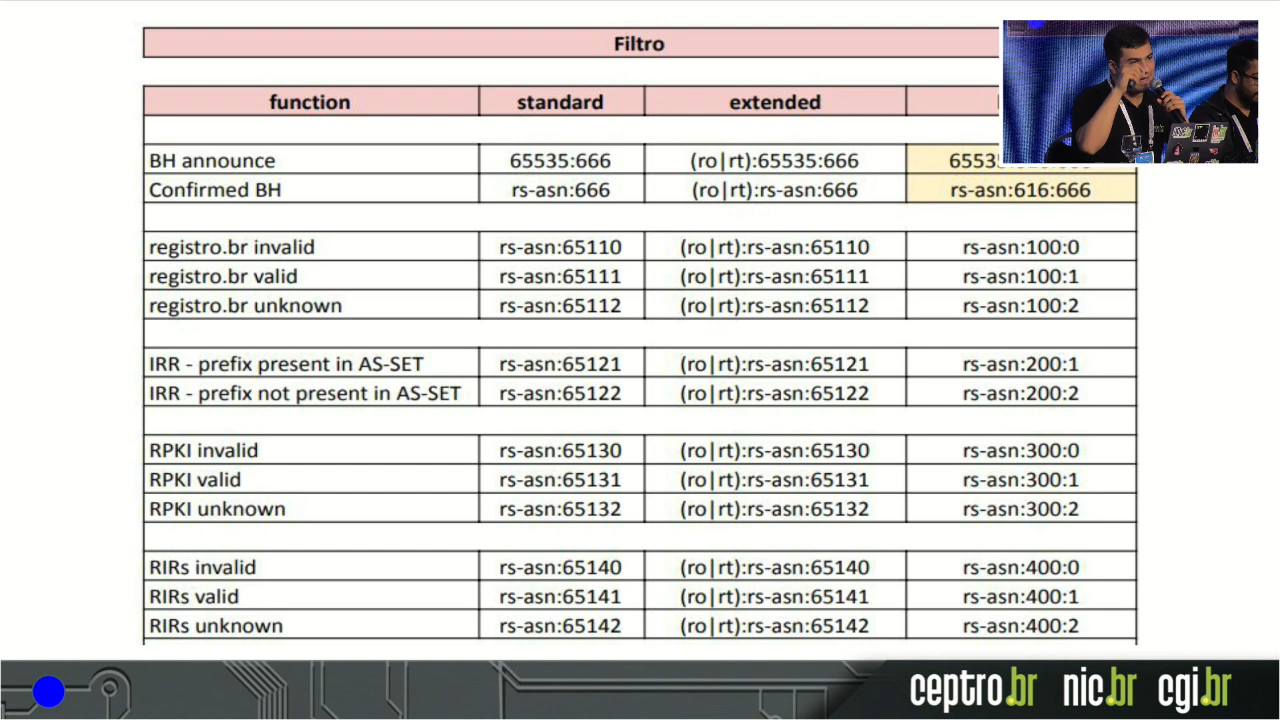 Filtro
function standard extended
BH announce 65535:666 (ro|rt):65535:666
Confirmed BH rs-asn:666 (ro|rt):rs-asn:666 rs-asn:616:666
registro.br invalid rs-asn:65110 (ro|rt):rs-asn:65110 rs-asn:100:0
registro.br valid rs-asn:65111 (ro|rt):rs-asn:65111 rs-asn:100:1
registro.br unknown rs-asn:65112 (ro|rt):rs-asn:65112 rs-asn:100:2
IRR - prefix present in AS-SET rs-asn:65121 (ro|rt):rs-asn:65121 rs-asn:200:1
IRR - prefix not present in AS-SET rs-asn:65122 (ro|rt):rs-asn:65122 rs-asn:200:2
RPKI invalid rs-asn:65130 (ro|rt):rs-asn:65130 rs-asn:300:0
RPKI valid rs-asn:65131 (ro|rt):rs-asn:65131 rs-asn:300:1
RPKI unknown rs-asn:65132 (ro|rt):rs-asn:65132 rs-asn:300:2
RIRs invalid rs-asn:65140 (ro|rt):rs-asn:65140 rs-asn:400:0
RIRs valid rs-asn:65141 (ro|rt):rs-asn:65141 rs-asn:400:1
RIRs unknown rs-asn:65142 (ro|rt):rs-asn:65142 rs-asn:400:2
ceptro.br nic.br cgi.br